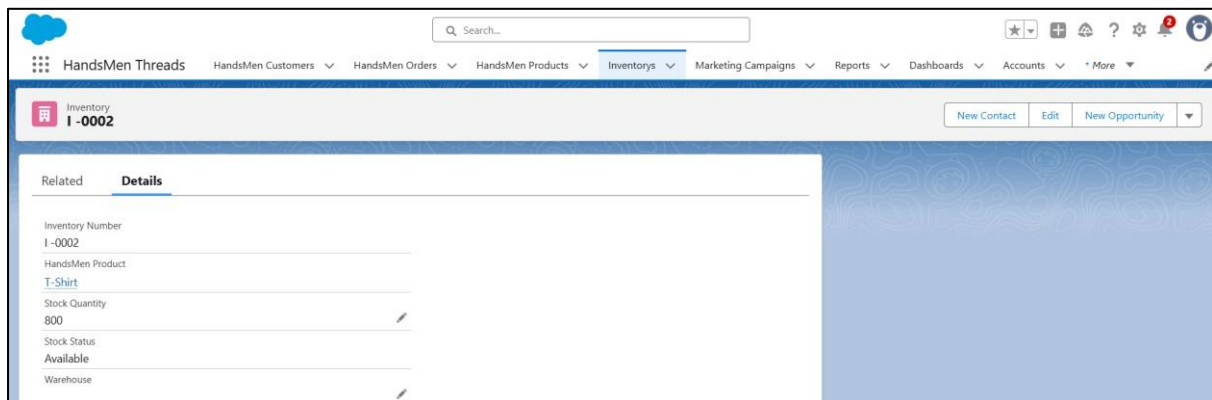 Search...
2
HandsMen Threads HandsMen Customers HandsMen Orders HandsMen Products Inventorys Marketing Campaigns Reports Dashboards Accounts * More
Inventory
I -0002
New Contact Edit New Opportunity
Related Details
Inventory Number
I -0002
HandsMen Product
T-Shirt
Stock Quantity
800
Stock Status
Available
Warehouse